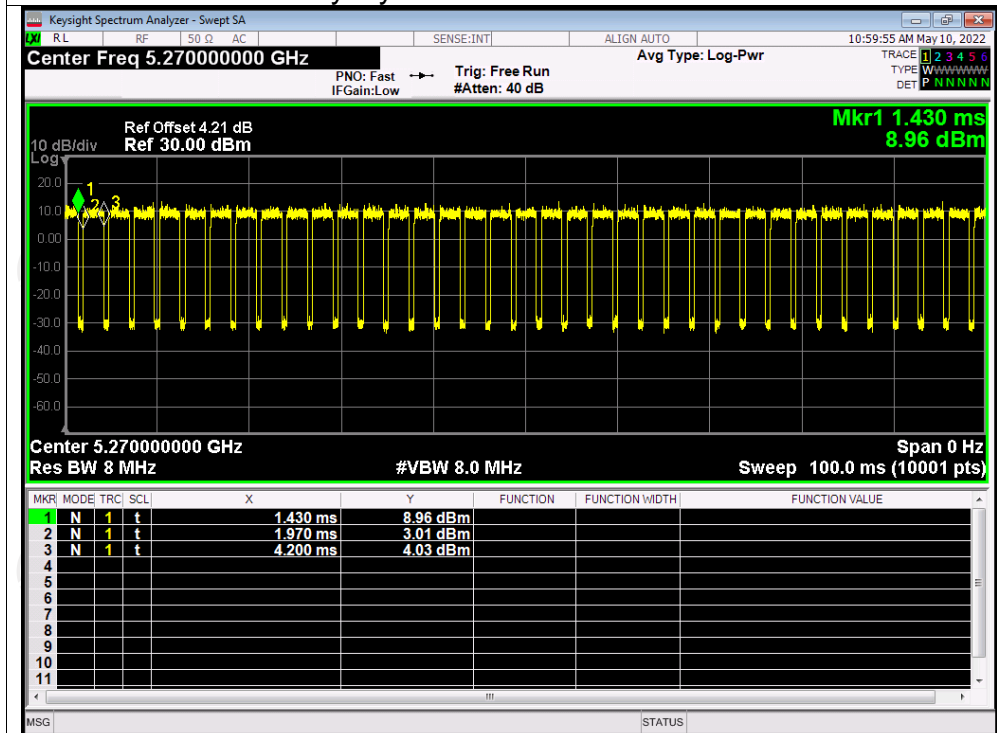 Keysight Spectrum Analyzer - Swept SA
LXI RL RF 50 Ω AC SENSE:INT ALIGN AUTO 10:59:55 AM May 10, 2022
Center Freq 5.270000000 GHz Avg Type: Log-Pwr TRACE 1 2 3 4 5 6
PNO: Fast Trig: Free Run TYPE WWWWWW
IFGain:Low #Atten: 40 dB DET P N N N N N
Mkr1 1.430 ms
Ref Offset 4.21 dB
10 dB/div Ref 30.00 dBm 8.96 dBm
Log
20.0
1
2 3
10.0
0.00
-10.0
-20.0
-30.0
-40.0
-50.0
-60.0
Center 5.270000000 GHz Span 0 Hz
Res BW 8 MHz #VBW 8.0 MHz Sweep 100.0 ms (10001 pts)
MKR MODE TRC SCL X Y FUNCTION FUNCTION WIDTH FUNCTION VALUE
1 N 1 t 1.430 ms 8.96 dBm
2 N 1 t 1.970 ms 3.01 dBm
3 N 1 t 4.200 ms 4.03 dBm
4
5
6
7
8
9
10
11
MSG STATUS